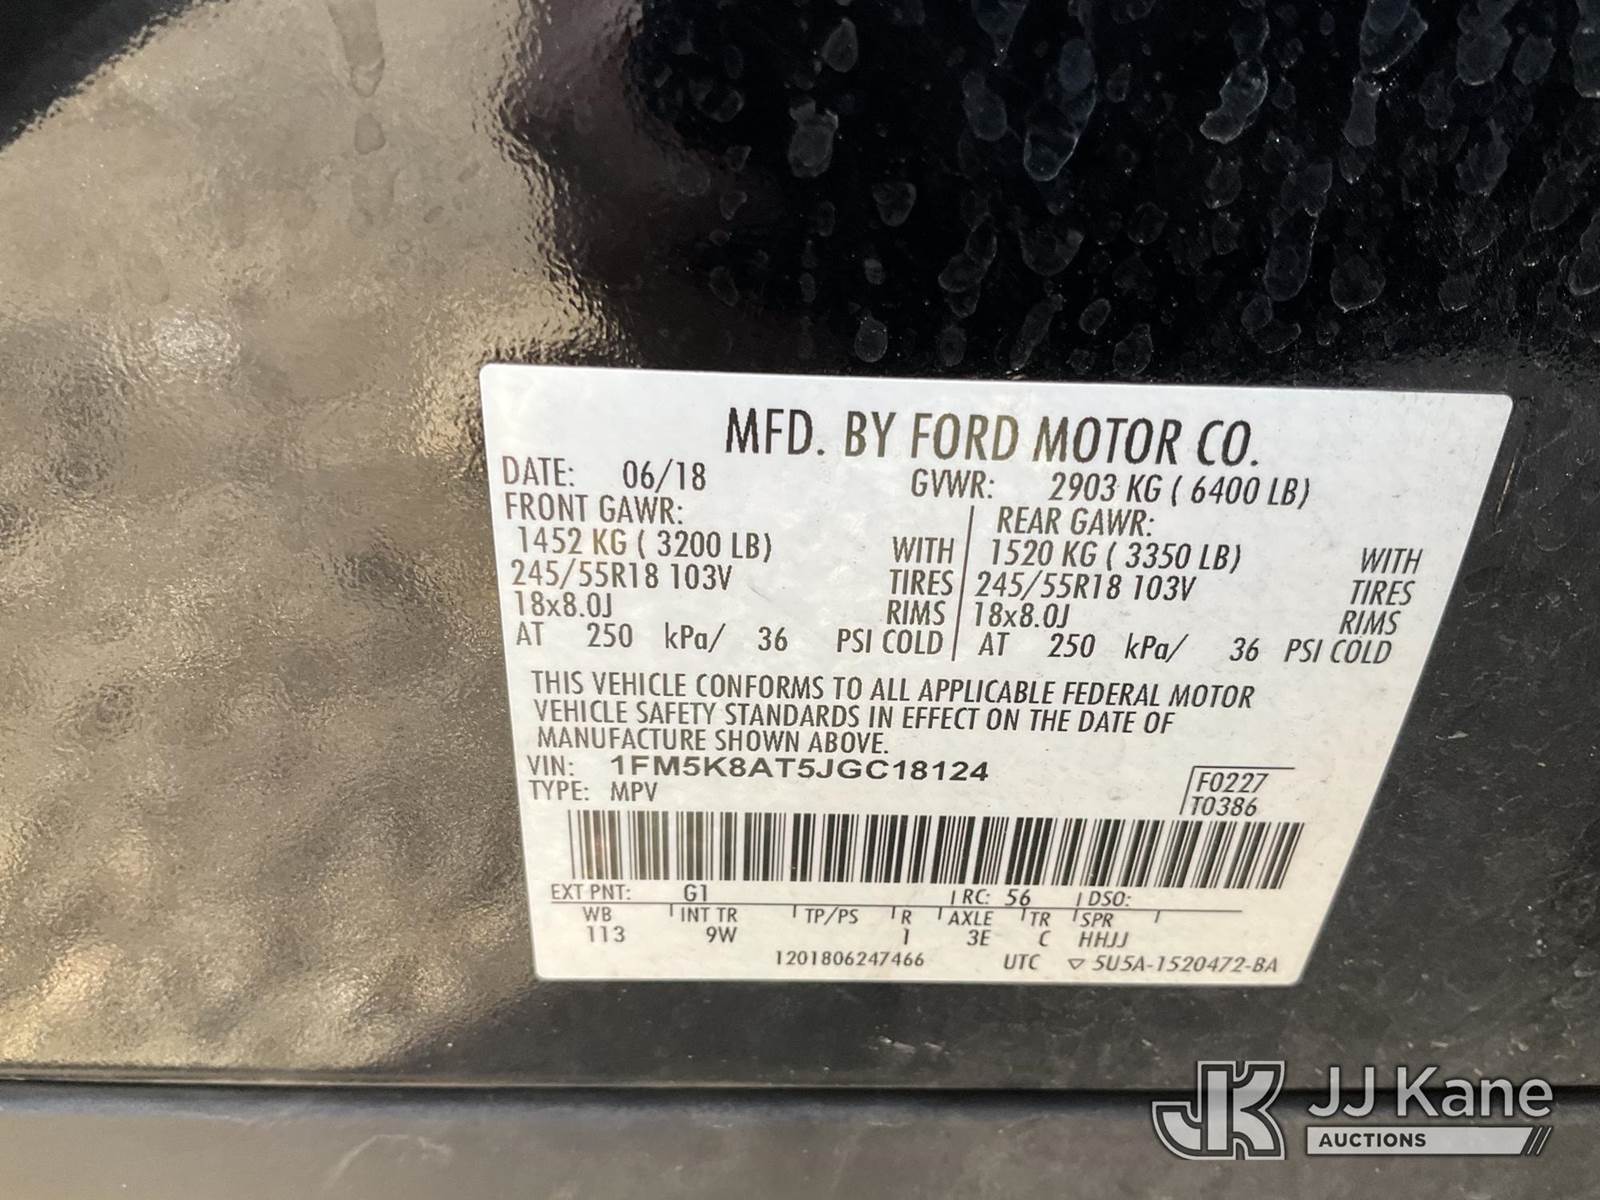 MFD. BY FORD MOTOR CO.
DATE: 06/18 GVWR: 2903 KG ( 6400 LB)
FRONT GAWR: REAR GAWR:
1452 KG ( 3200 LB) WITH 1520 KG ( 3350 LB) WITH
245/55R18 103V TIRES 245/55R18 103V TIRES
18x8.0J RIMS 18x8.0J RIMS
AT 250 kPa/ 36 PSI COLD AT 250 kPa/ 36 PSI COLD
THIS VEHICLE CONFORMS TO ALL APPLICABLE FEDERAL MOTOR
VEHICLE SAFETY STANDARDS IN EFFECT ON THE DATE OF
MANUFACTURE SHOWN ABOVE.
VIN: 1FM5K8AT5JGC18124
TYPE: MPV
F0227
T0386
EXT PNT: G1 RC: 56 DSO:
WB INT TR TP/PS R AXLE TR SPR
113 9W 1 3E C HHJJ
1201806247466 UTC ▽ 5U5A-1520472-BA
JK JJ Kane
AUCTIONS